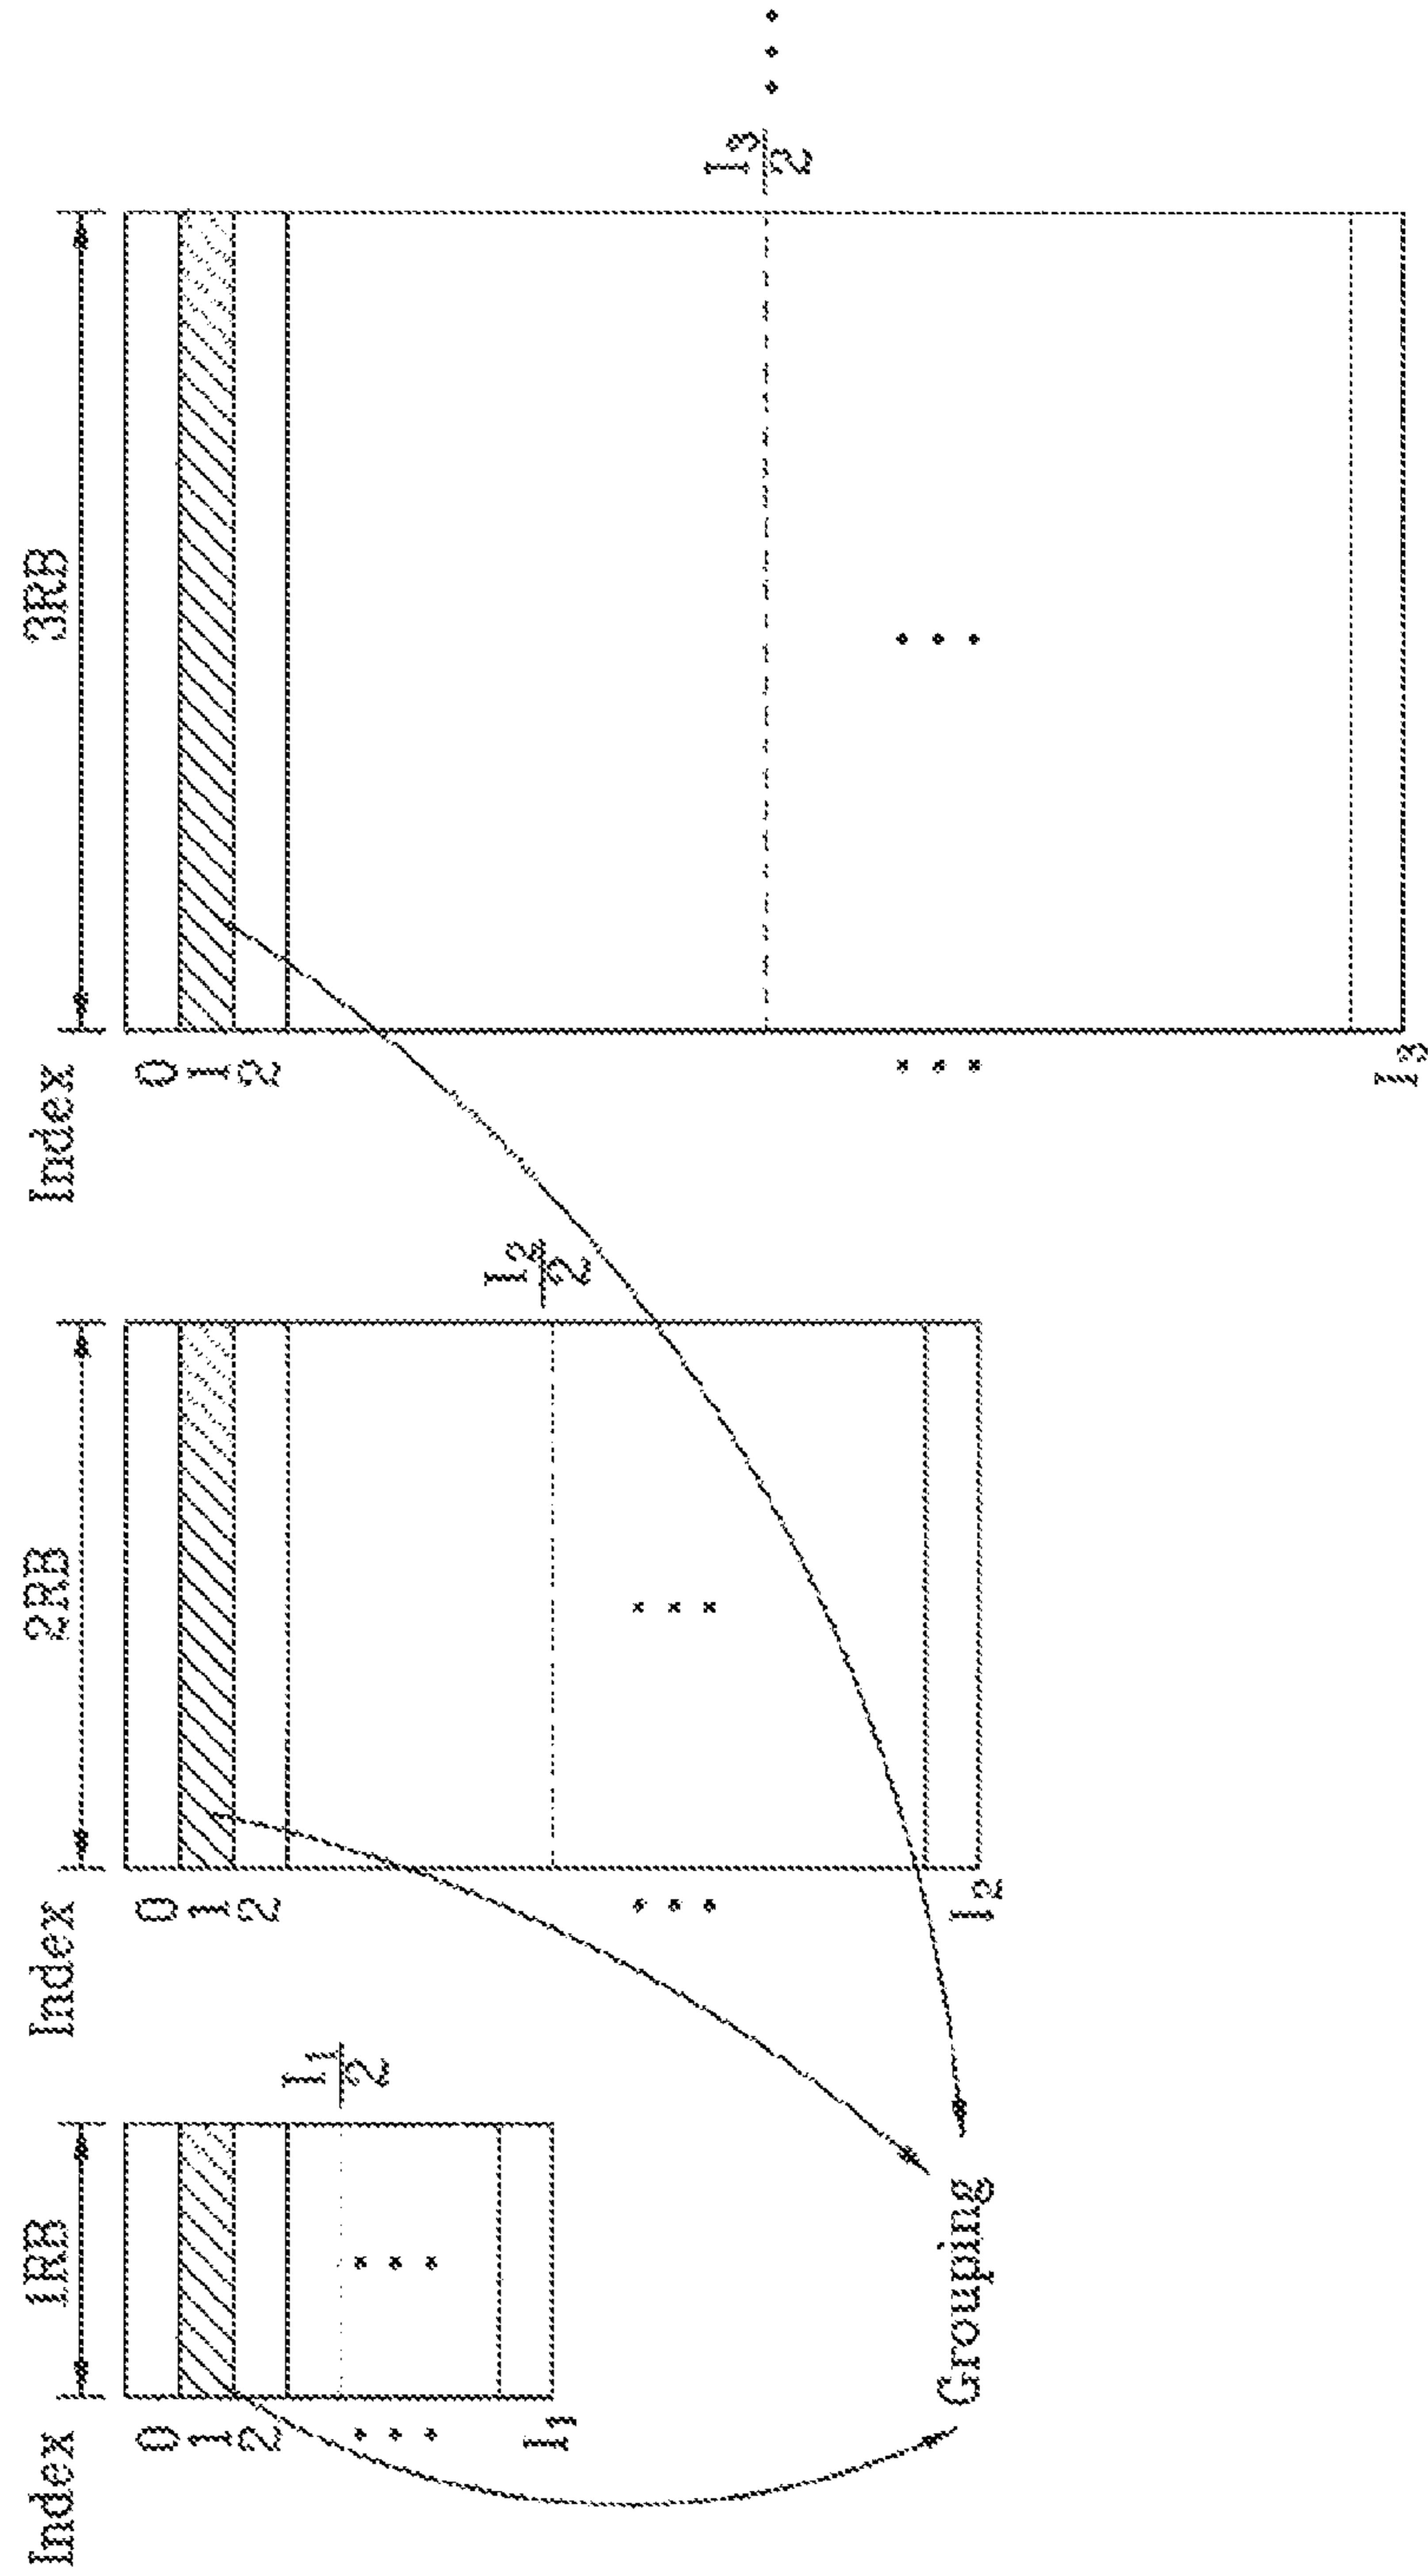 1RB
Index
0
1
2
I₁
I₁/2
2RB
Index
0
1
2
I₂
I₂/2
3RB
Index
0
1
2
I₃
I₃/2
Grouping